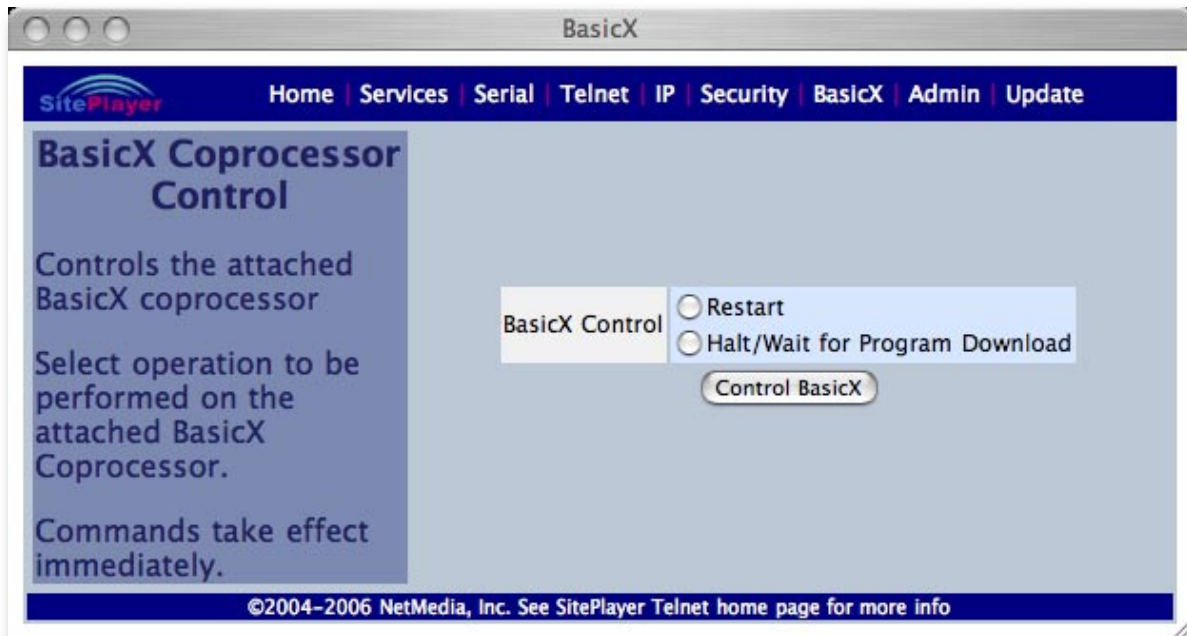 BasicX
SitePlayer
Home | Services | Serial | Telnet | IP | Security | BasicX | Admin | Update
BasicX Coprocessor
Control
Controls the attached
BasicX coprocessor
Select operation to be
performed on the
attached BasicX
Coprocessor.
Commands take effect
immediately.
BasicX Control
Restart
Halt/Wait for Program Download
Control BasicX
©2004-2006 NetMedia, Inc. See SitePlayer Telnet home page for more info